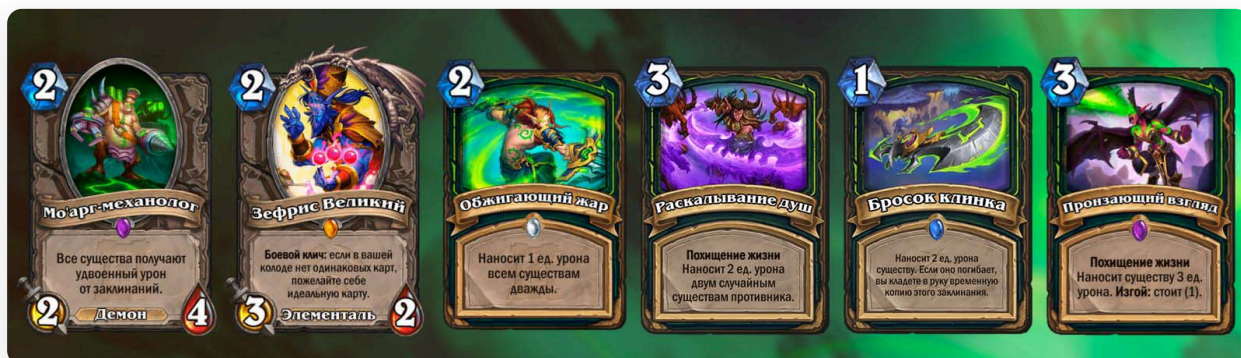 2
Мо'арг-механолог
Все существа получают
удвоенный урон
от заклинаний.
2
Демон
4
2
Зефрис Великий
Боевой клич: если в вашей
колоде нет одинаковых карт,
пожелайте себе
идеальную карту.
3
Элементаль
2
2
Обжигающий жар
Наносит 1 ед. урона
всем существам
дважды.
3
Раскалывание душ
Похищение жизни
Наносит 2 ед. урона
двум случайным
существам противника.
1
Бросок клинка
Наносит 2 ед. урона
существу. Если оно погибает,
вы кладете в руку временную
копию этого заклинания.
3
Пронзающий взгляд
Похищение жизни
Наносит существу 3 ед.
урона. Изгой: стоит (1).